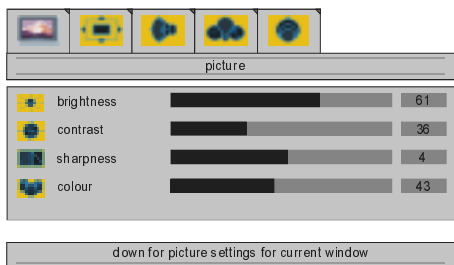 picture
brightness 61
contrast 36
sharpness 4
colour 43
down for picture settings for current window